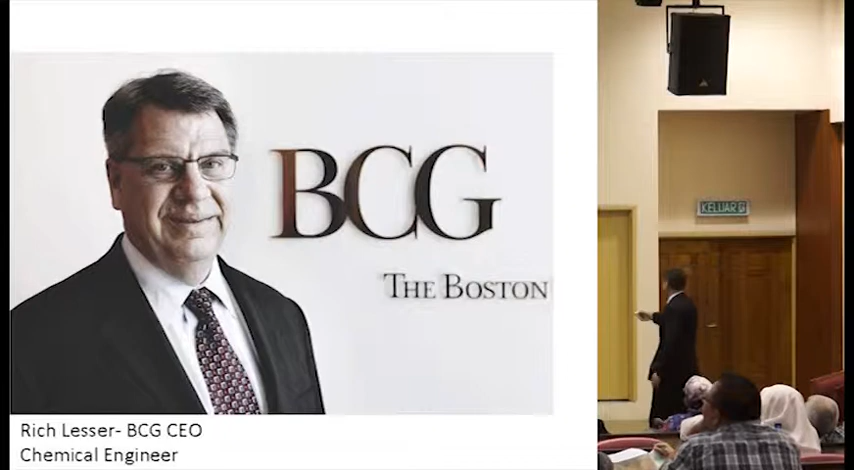 BCG
THE BOSTON
Rich Lesser- BCG CEO
Chemical Engineer
KELUAR